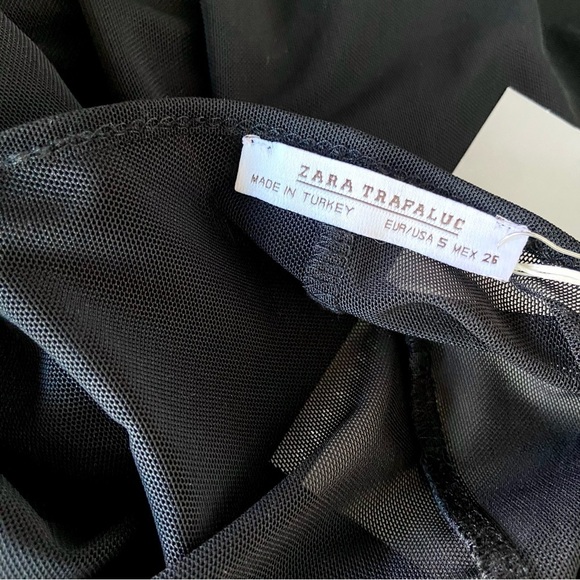 ZARA TRAFALUC
MADE IN TURKEY EUR/USA S MEX 26